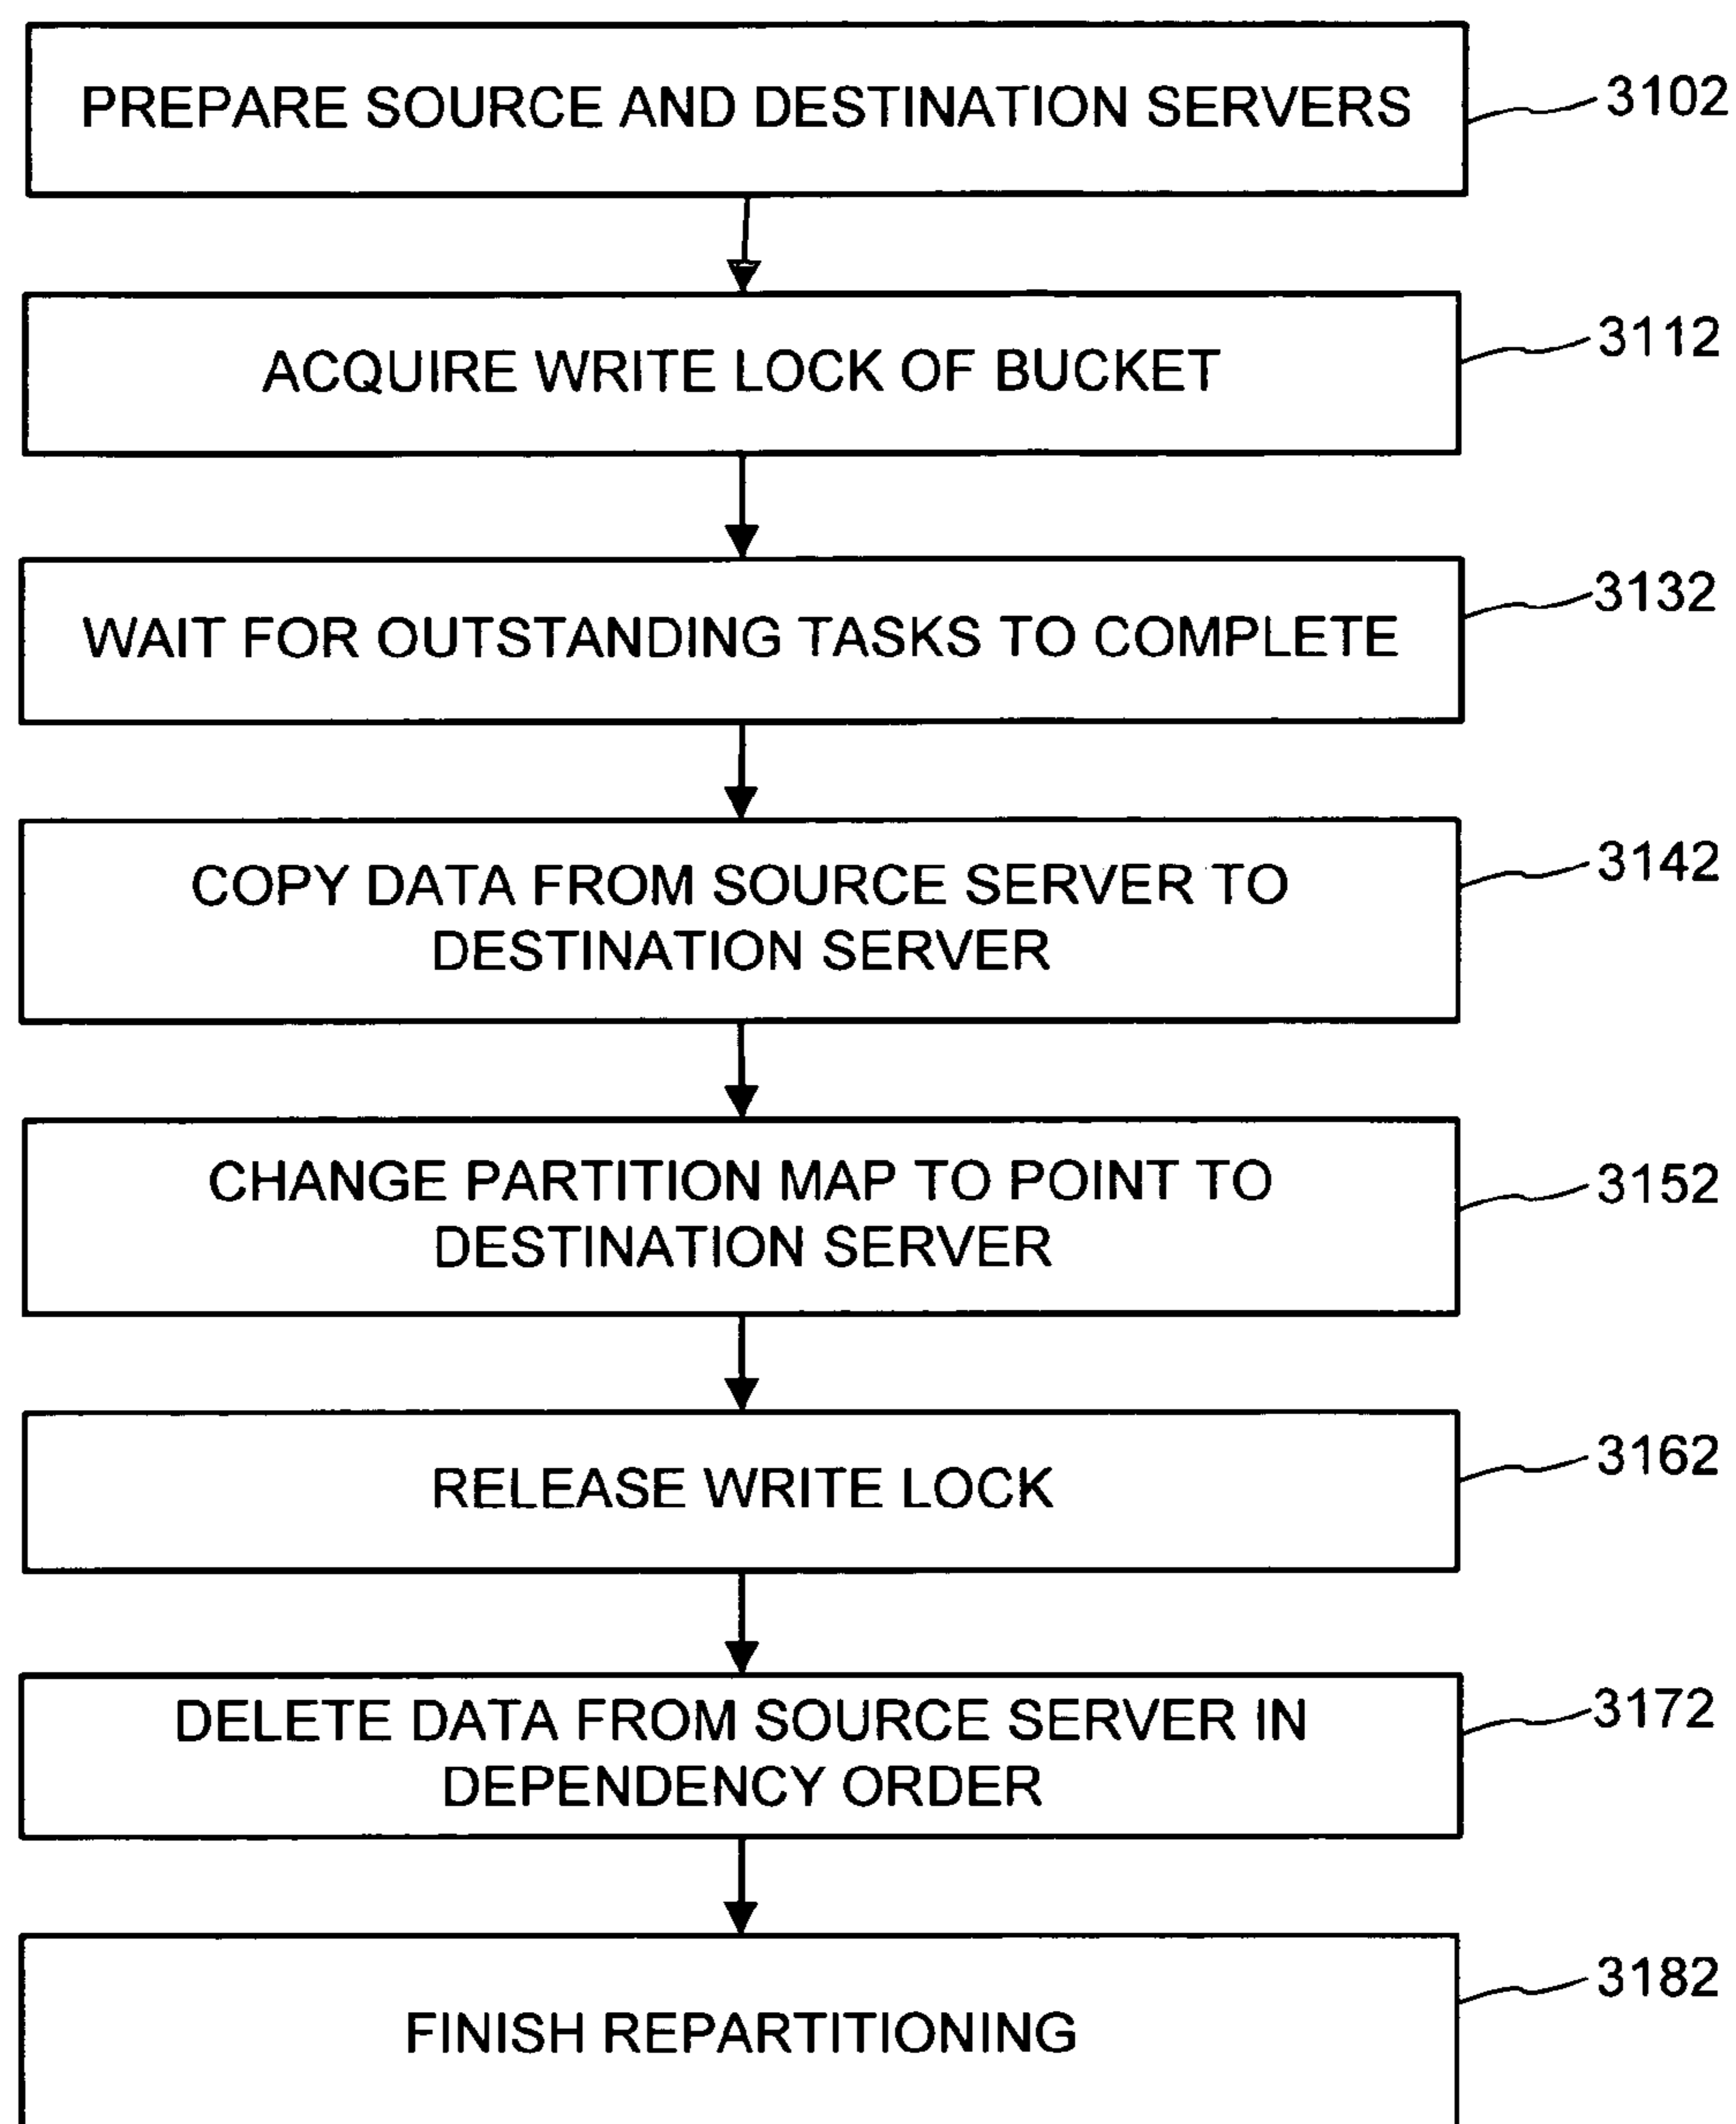 PREPARE SOURCE AND DESTINATION SERVERS
3102
ACQUIRE WRITE LOCK OF BUCKET
3112
WAIT FOR OUTSTANDING TASKS TO COMPLETE
3132
COPY DATA FROM SOURCE SERVER TO
DESTINATION SERVER
3142
CHANGE PARTITION MAP TO POINT TO
DESTINATION SERVER
3152
RELEASE WRITE LOCK
3162
DELETE DATA FROM SOURCE SERVER IN
DEPENDENCY ORDER
3172
FINISH REPARTITIONING
3182